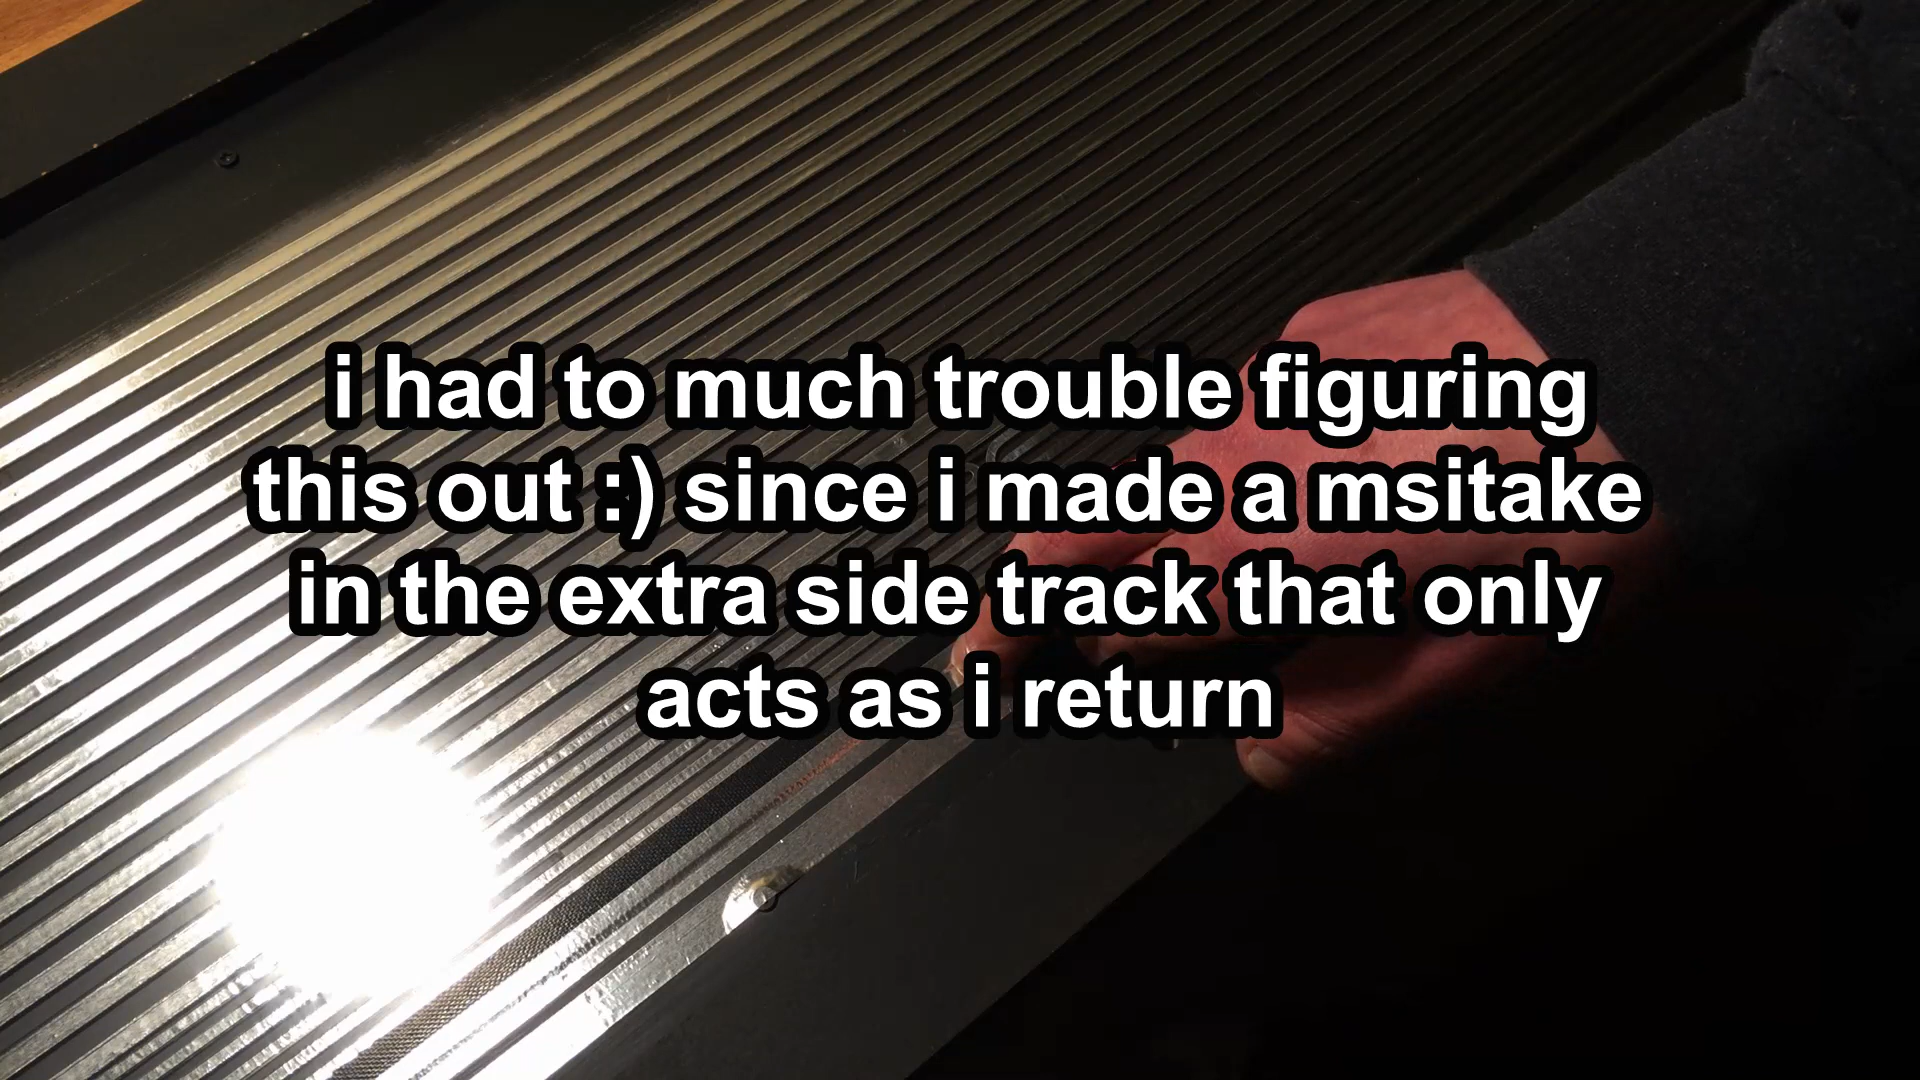 i had to much trouble figuring
this out :) since i made a msitake
in the extra side track that only
acts as i return